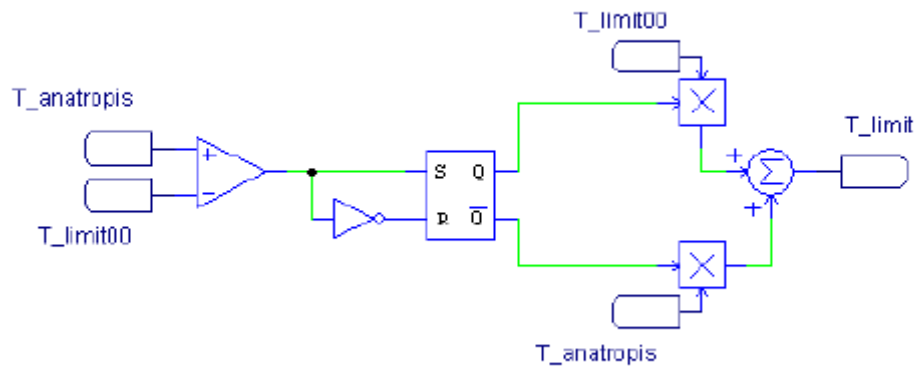 T_limit00
T_anatropis
T_limit
+
+
S Q
Σ
−
R Q
+
T_limit00
T_anatropis